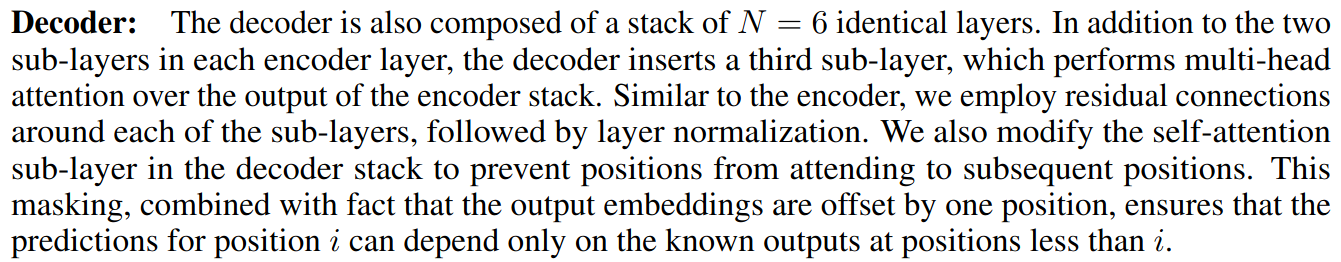 Decoder: The decoder is also composed of a stack of N = 6 identical layers. In addition to the two
sub-layers in each encoder layer, the decoder inserts a third sub-layer, which performs multi-head
attention over the output of the encoder stack. Similar to the encoder, we employ residual connections
around each of the sub-layers, followed by layer normalization. We also modify the self-attention
sub-layer in the decoder stack to prevent positions from attending to subsequent positions. This
masking, combined with fact that the output embeddings are offset by one position, ensures that the
predictions for position i can depend only on the known outputs at positions less than i.